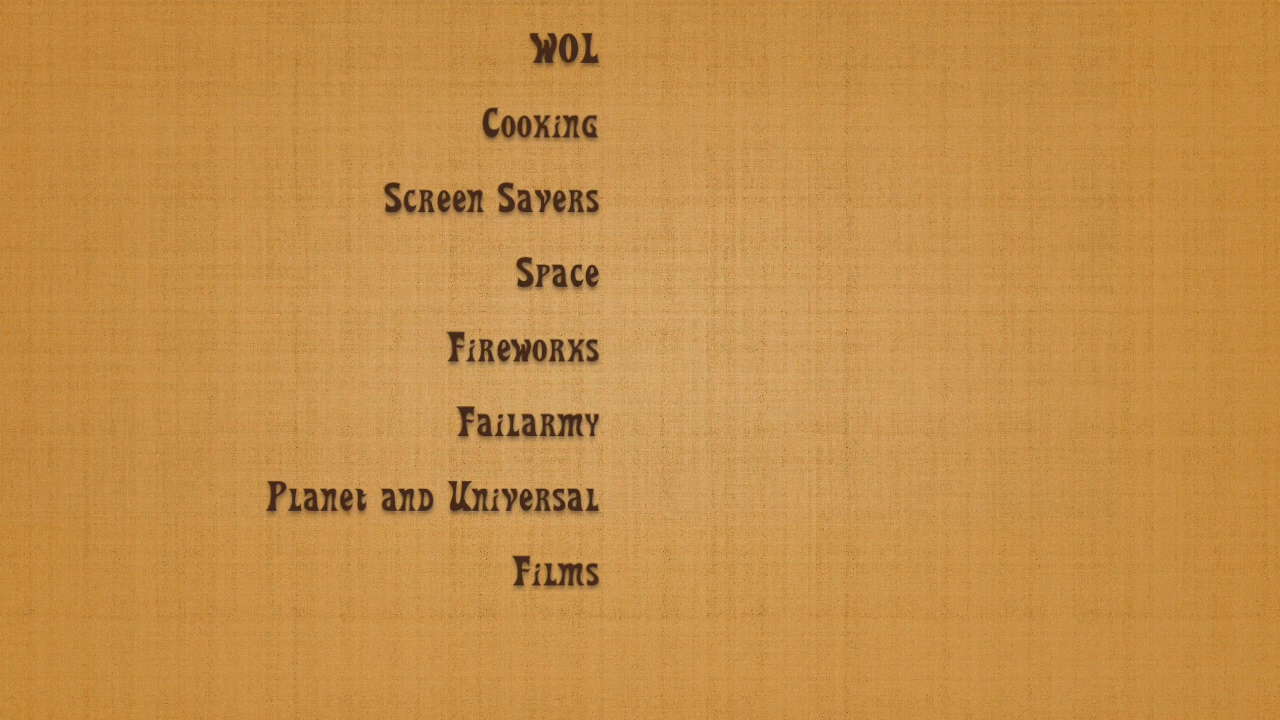 WOL
Cooking
Screen Savers
Space
Fireworks
Failarmy
Planet and Universal
Films